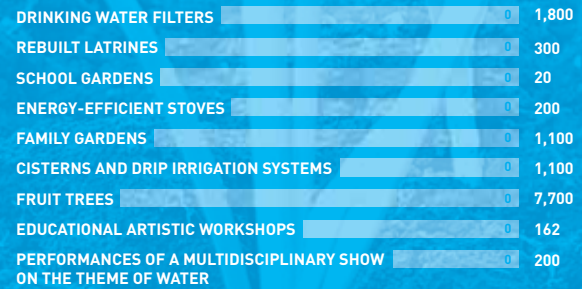 DRINKING WATER FILTERS 0 1,800
REBUILT LATRINES 0 300
SCHOOL GARDENS 0 20
ENERGY-EFFICIENT STOVES 0 200
FAMILY GARDENS 0 1,100
CISTERNS AND DRIP IRRIGATION SYSTEMS 0 1,100
FRUIT TREES 0 7,700
EDUCATIONAL ARTISTIC WORKSHOPS 0 162
PERFORMANCES OF A MULTIDISCIPLINARY SHOW 0 200
ON THE THEME OF WATER